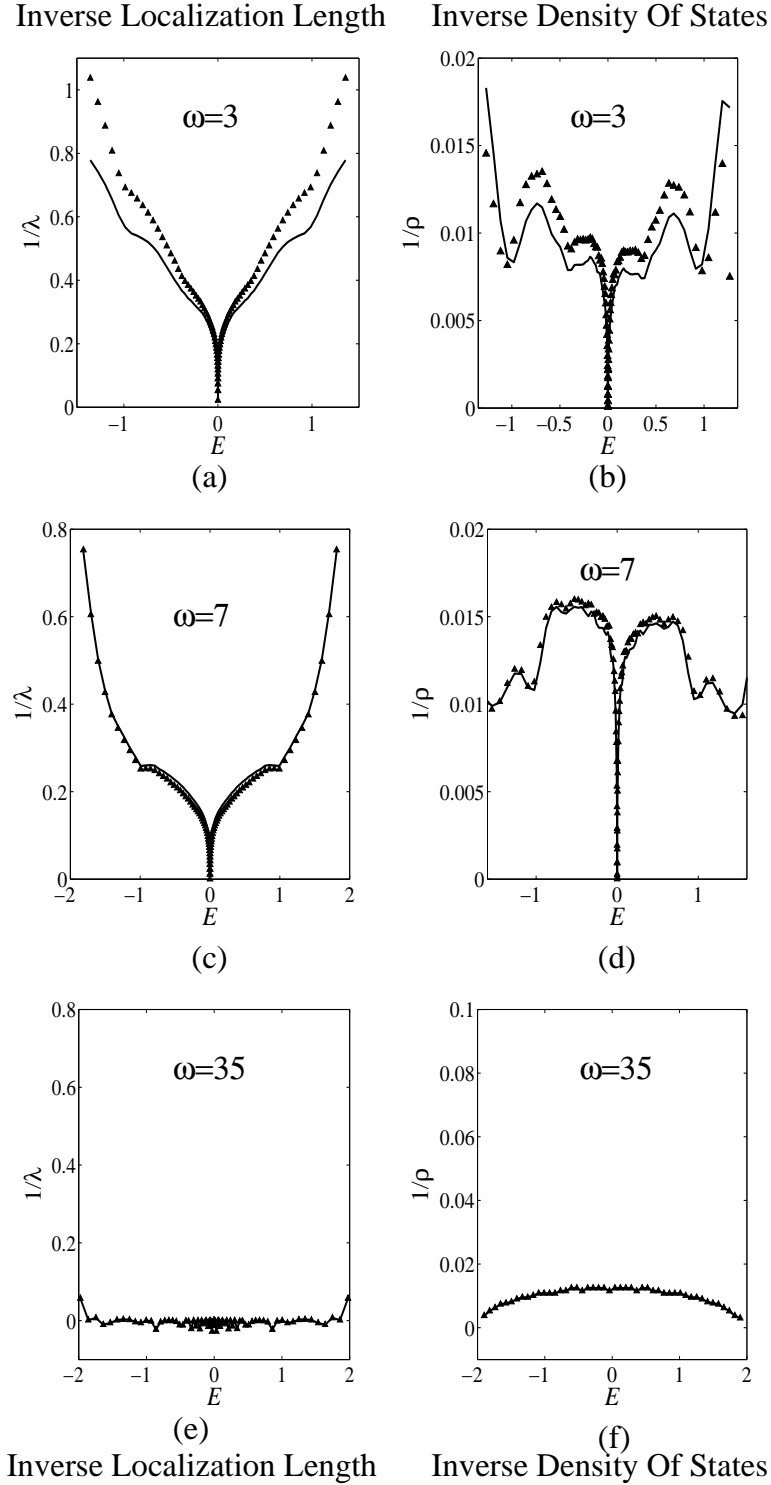 Inverse Localization Length
Inverse Density Of States
ω=3
1/λ
1
0.8
0.6
0.4
0.2
0
−1
0
1
E
(a)
ω=3
1/ρ
0.02
0.015
0.01
0.005
0
−1
−0.5
0
0.5
1
E
(b)
ω=7
1/λ
0.8
0.6
0.4
0.2
0
−2
−1
0
1
2
E
(c)
ω=7
1/ρ
0.02
0.015
0.01
0.005
0
−1
0
1
E
(d)
ω=35
1/λ
0.8
0.6
0.4
0.2
0
−2
−1
0
1
2
E
(e)
ω=35
1/ρ
0.1
0.08
0.06
0.04
0.02
0
−2
−1
0
1
2
E
(f)
Inverse Localization Length
Inverse Density Of States